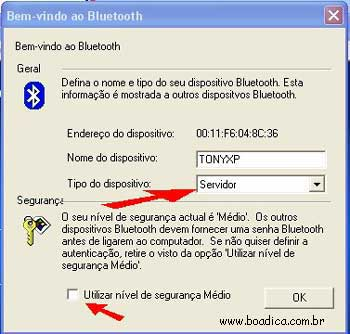 Bem-vindo ao Bluetooth
Bem-vindo ao Bluetooth
Geral
Defina o nome e tipo do seu dispositivo Bluetooth. Esta
informação é mostrada a outros dispositvos Bluetooth.
Endereço do dispositivo: 00:11:F6:04:8C:36
Nome do dispositivo: TONYXP
Tipo do dispositivo: Servidor
Segurança
O seu nível de segurança actual é 'Médio'. Os outros
dispositivos Bluetooth devem fornecer uma senha Bluetooth
antes de ligarem ao computador. Se não quiser definir a
autenticação, retire o visto da opção 'Utilizar nível de
segurança Médio'.
Utilizar nível de segurança Médio OK
www.boadica.com.br